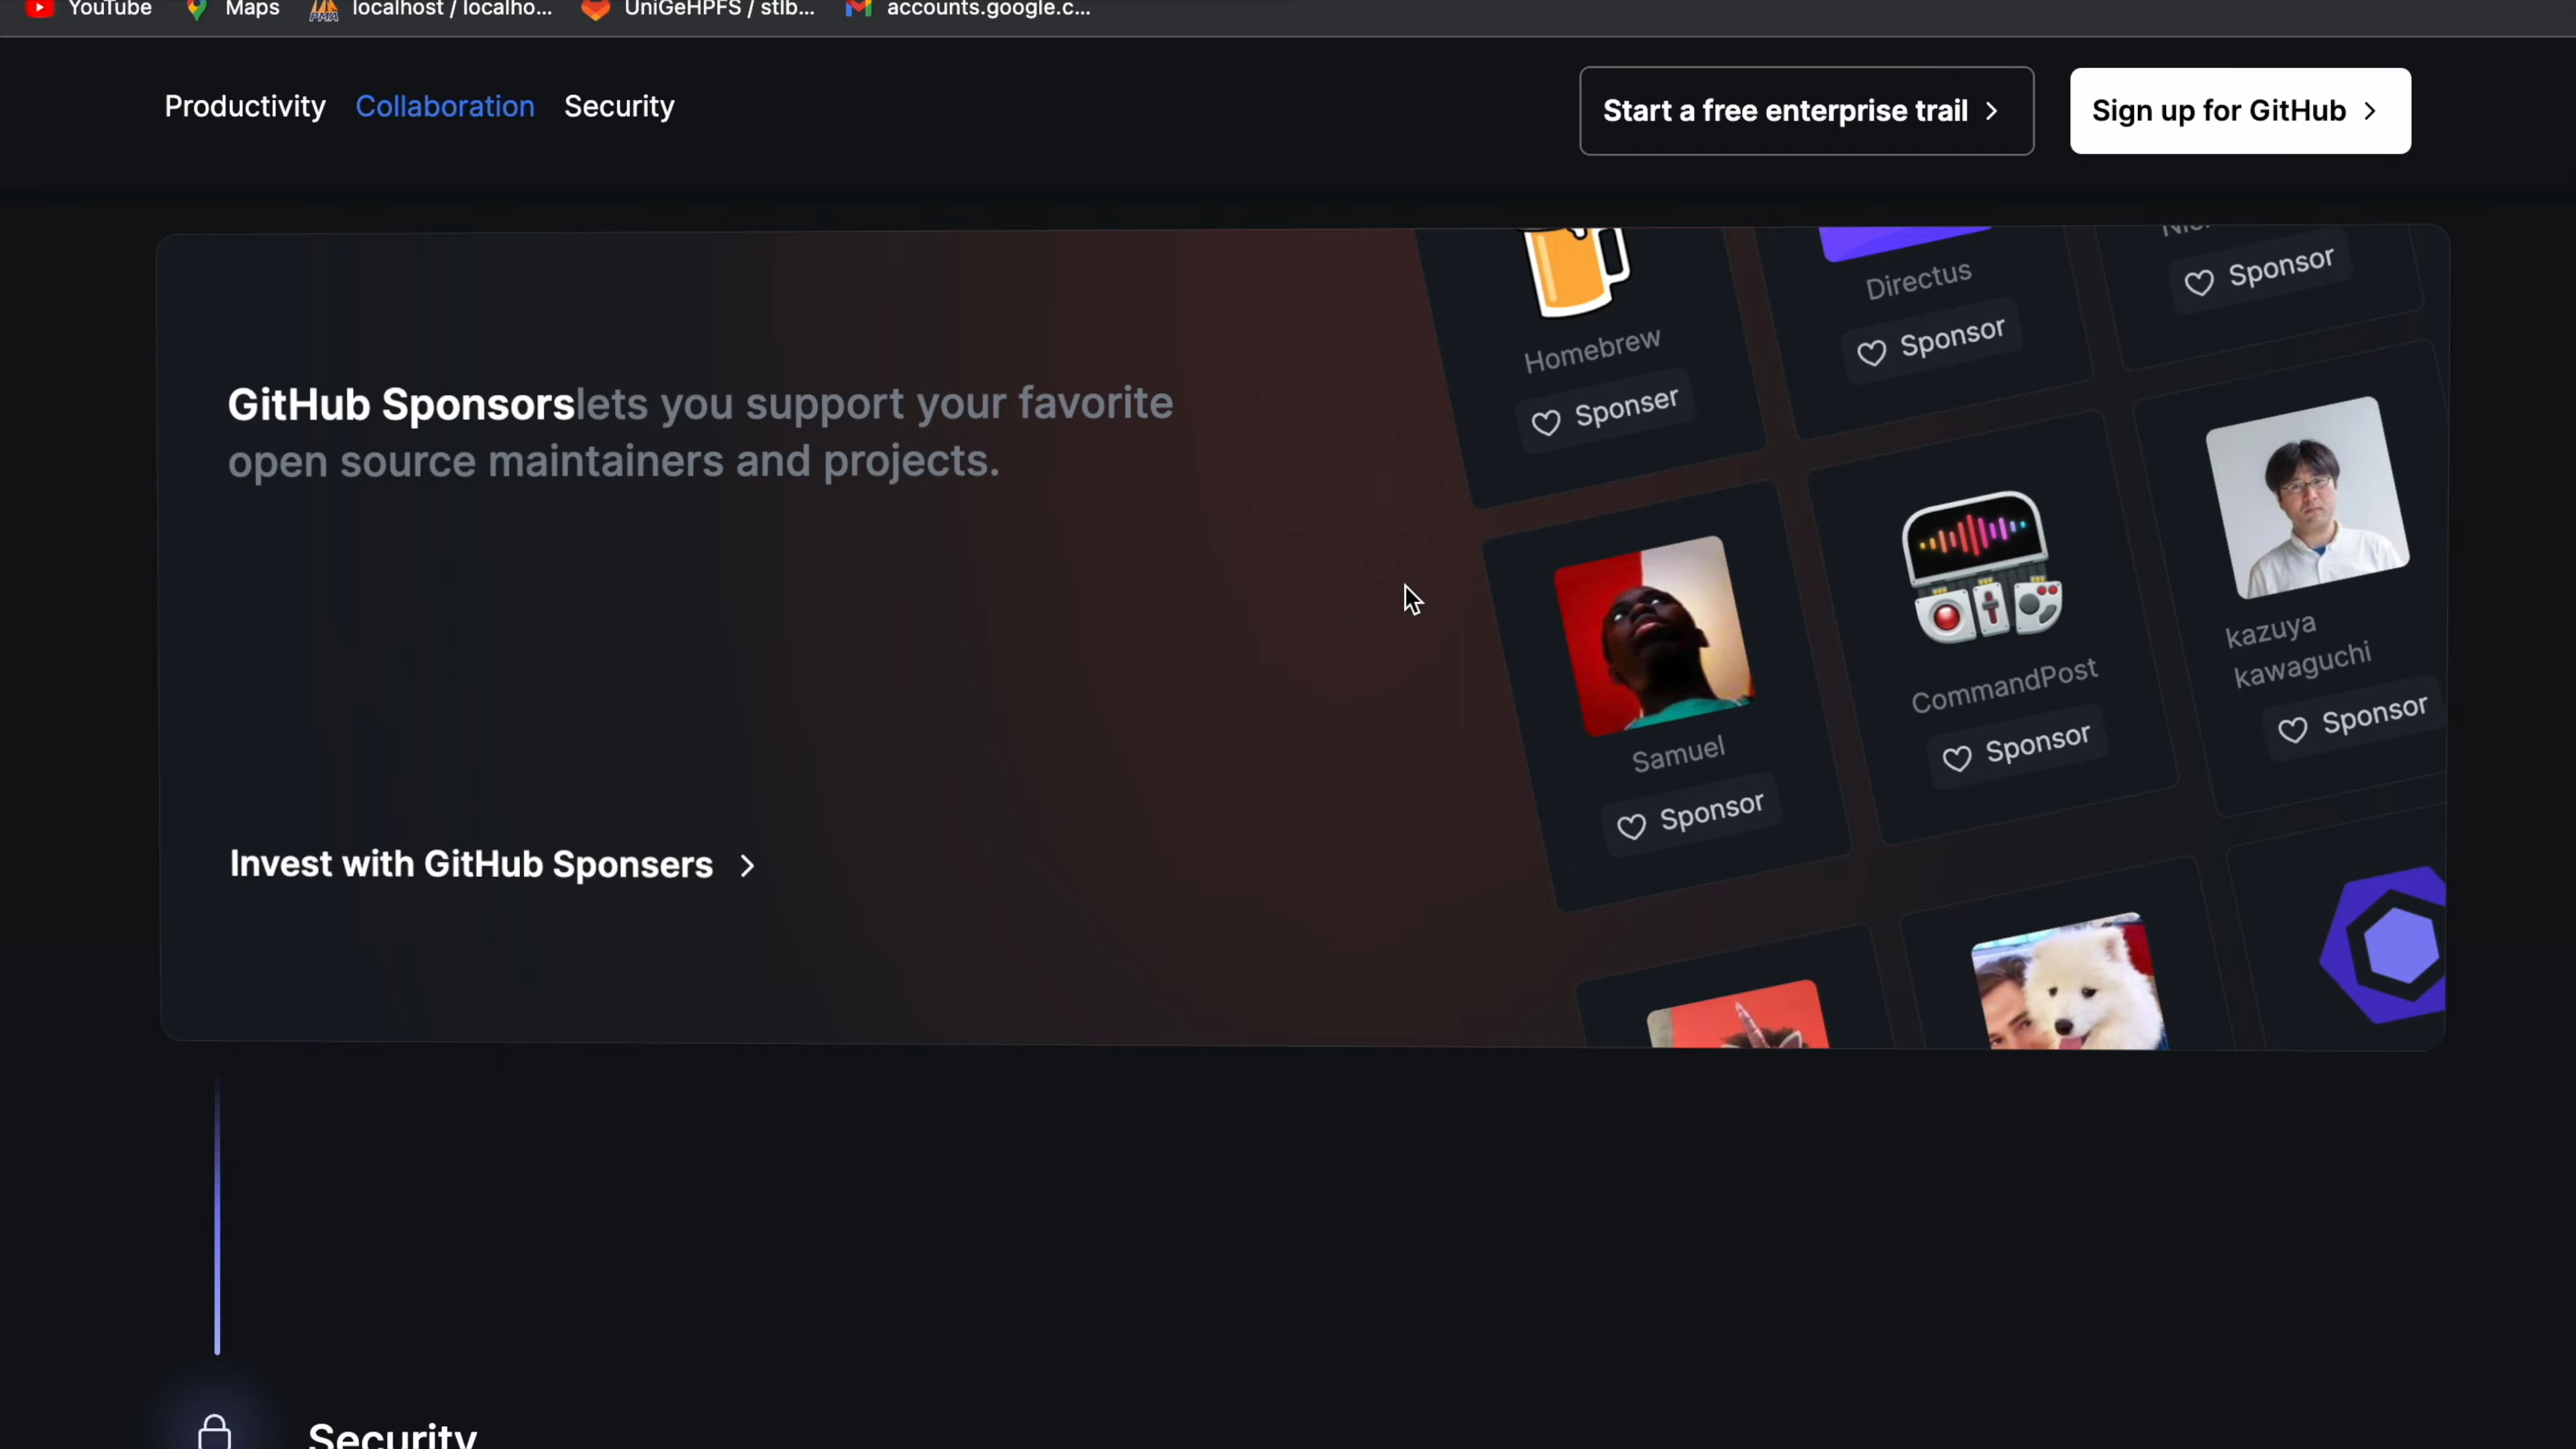 YouTube
Maps
localhost / localho...
UniGeHPFS / stlb...
accounts.google.c...
Productivity
Collaboration
Security
Start a free enterprise trail
Sign up for GitHub
GitHub Sponsorslets you support your favorite
open source maintainers and projects.
Invest with GitHub Sponsers
Homebrew
Sponser
Directus
Sponsor
Sponsor
Samuel
Sponsor
CommandPost
Sponsor
kazuya
kawaguchi
Sponsor
Security